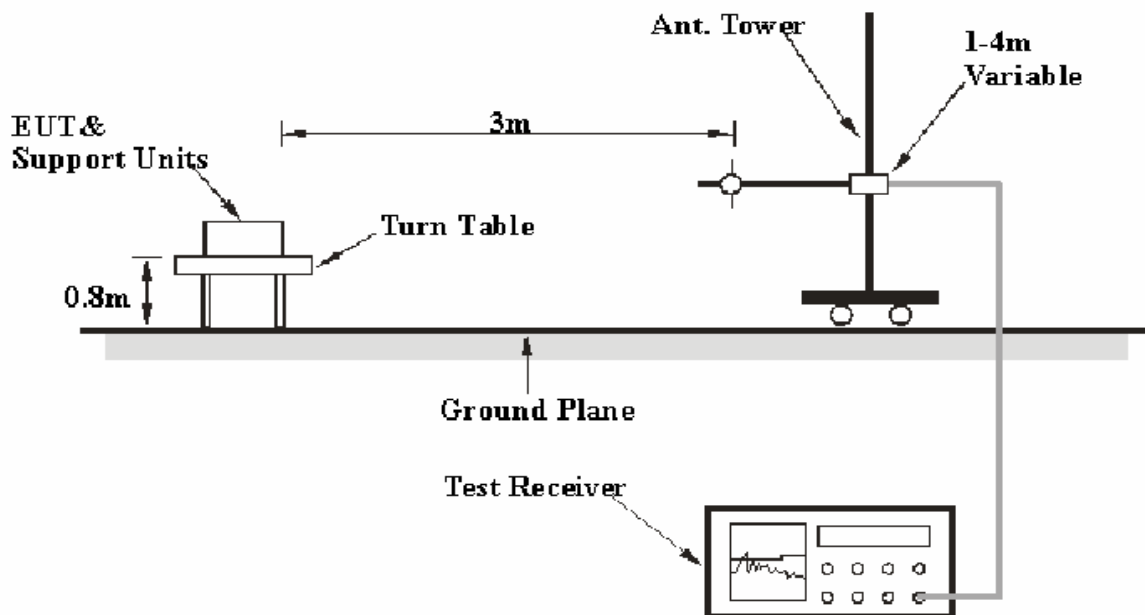 Ant. Tower
1-4m
Variable
3m
EUT&
Support Units
Turn Table
0.8m
Ground Plane
Test Receiver